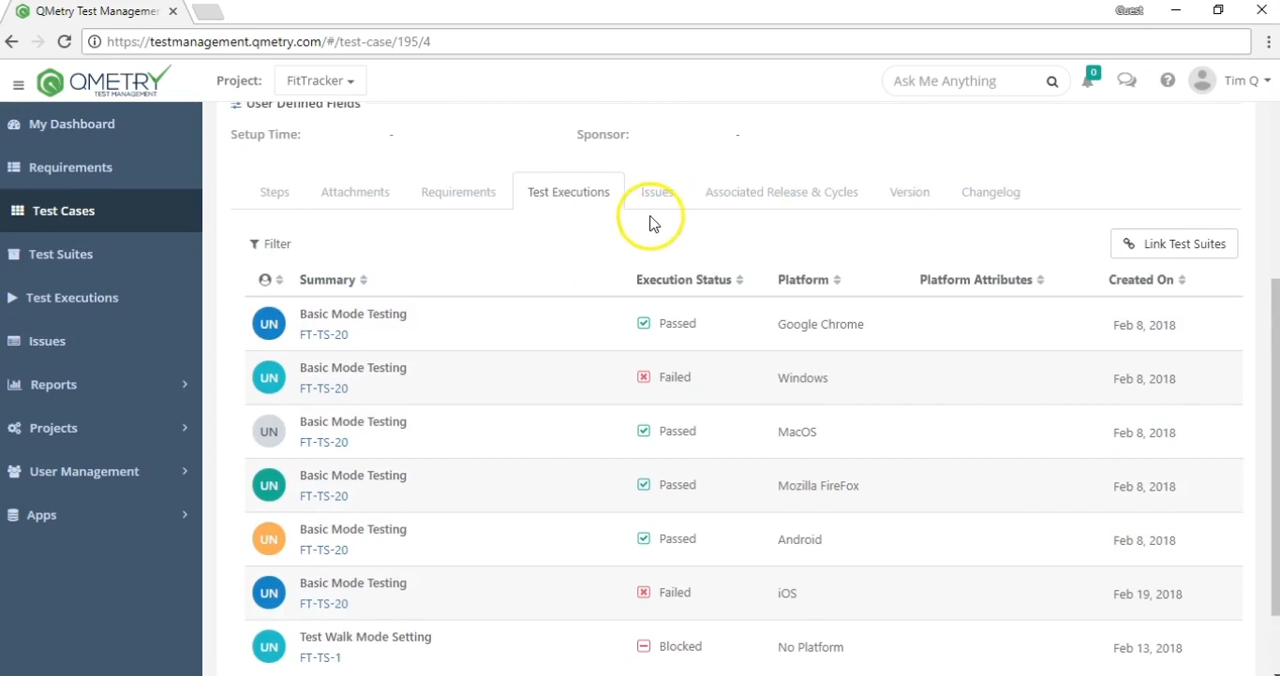 QMetry Test Managemen
Guest
https://testmanagement.qmetry.com/#/test-case/195/4
QMETRY
TEST MANAGEMENT
Project: FitTracker
Ask Me Anything
0
Tim Q
My Dashboard
Requirements
Test Cases
Test Suites
Test Executions
Issues
Reports
Projects
User Management
Apps
User Defined Fields
Setup Time: - Sponsor: -
Steps Attachments Requirements Test Executions Issues Associated Release & Cycles Version Changelog
Filter Link Test Suites
Summary Execution Status Platform Platform Attributes Created On
UN Basic Mode Testing Passed Google Chrome Feb 8, 2018
FT-TS-20
UN Basic Mode Testing Failed Windows Feb 8, 2018
FT-TS-20
UN Basic Mode Testing Passed MacOS Feb 8, 2018
FT-TS-20
UN Basic Mode Testing Passed Mozilla FireFox Feb 8, 2018
FT-TS-20
UN Basic Mode Testing Passed Android Feb 8, 2018
FT-TS-20
UN Basic Mode Testing Failed iOS Feb 19, 2018
FT-TS-20
UN Test Walk Mode Setting Blocked No Platform Feb 13, 2018
FT-TS-1